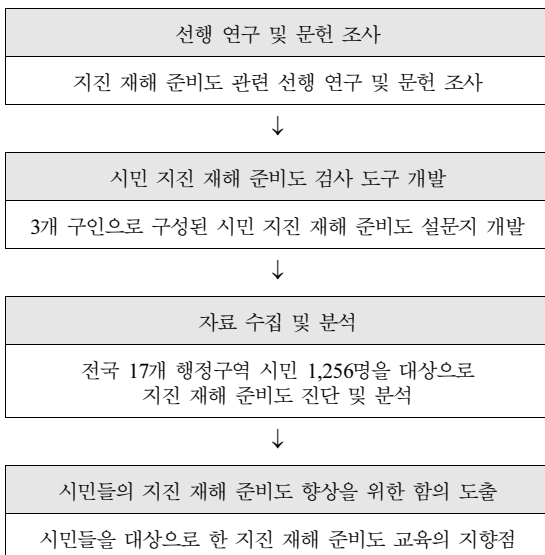 선행 연구 및 문헌 조사
지진 재해 준비도 관련 선행 연구 및 문헌 조사
↓
시민 지진 재해 준비도 검사 도구 개발
3개 구인으로 구성된 시민 지진 재해 준비도 설문지 개발
↓
자료 수집 및 분석
전국 17개 행정구역 시민 1,256명을 대상으로
지진 재해 준비도 진단 및 분석
↓
시민들의 지진 재해 준비도 향상을 위한 함의 도출
시민들을 대상으로 한 지진 재해 준비도 교육의 지향점